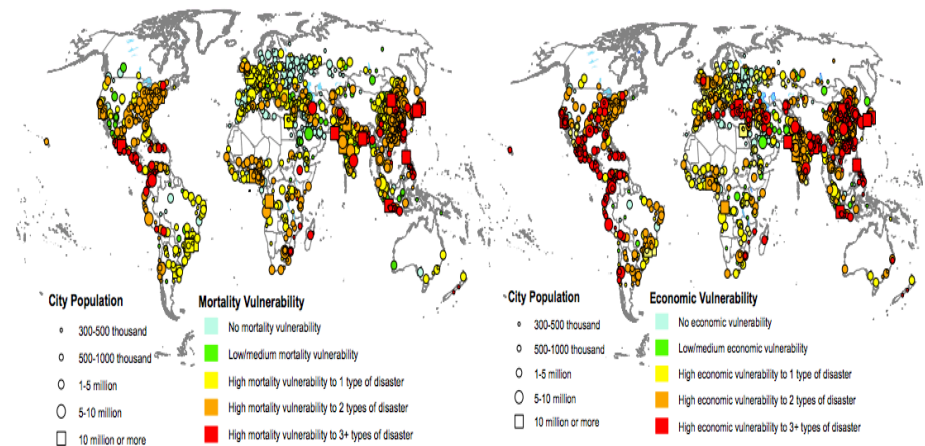 City Population
300-500 thousand
500-1000 thousand
1-5 million
5-10 million
10 million or more
Mortality Vulnerability
No mortality vulnerability
Low/medium mortality vulnerability
High mortality vulnerability to 1 type of disaster
High mortality vulnerability to 2 types of disaster
High mortality vulnerability to 3+ types of disaster
City Population
300-500 thousand
500-1000 thousand
1-5 million
5-10 million
10 million or more
Economic Vulnerability
No economic vulnerability
Low/medium economic vulnerability
High economic vulnerability to 1 type of disaster
High economic vulnerability to 2 types of disaster
High economic vulnerability to 3+ types of disaster